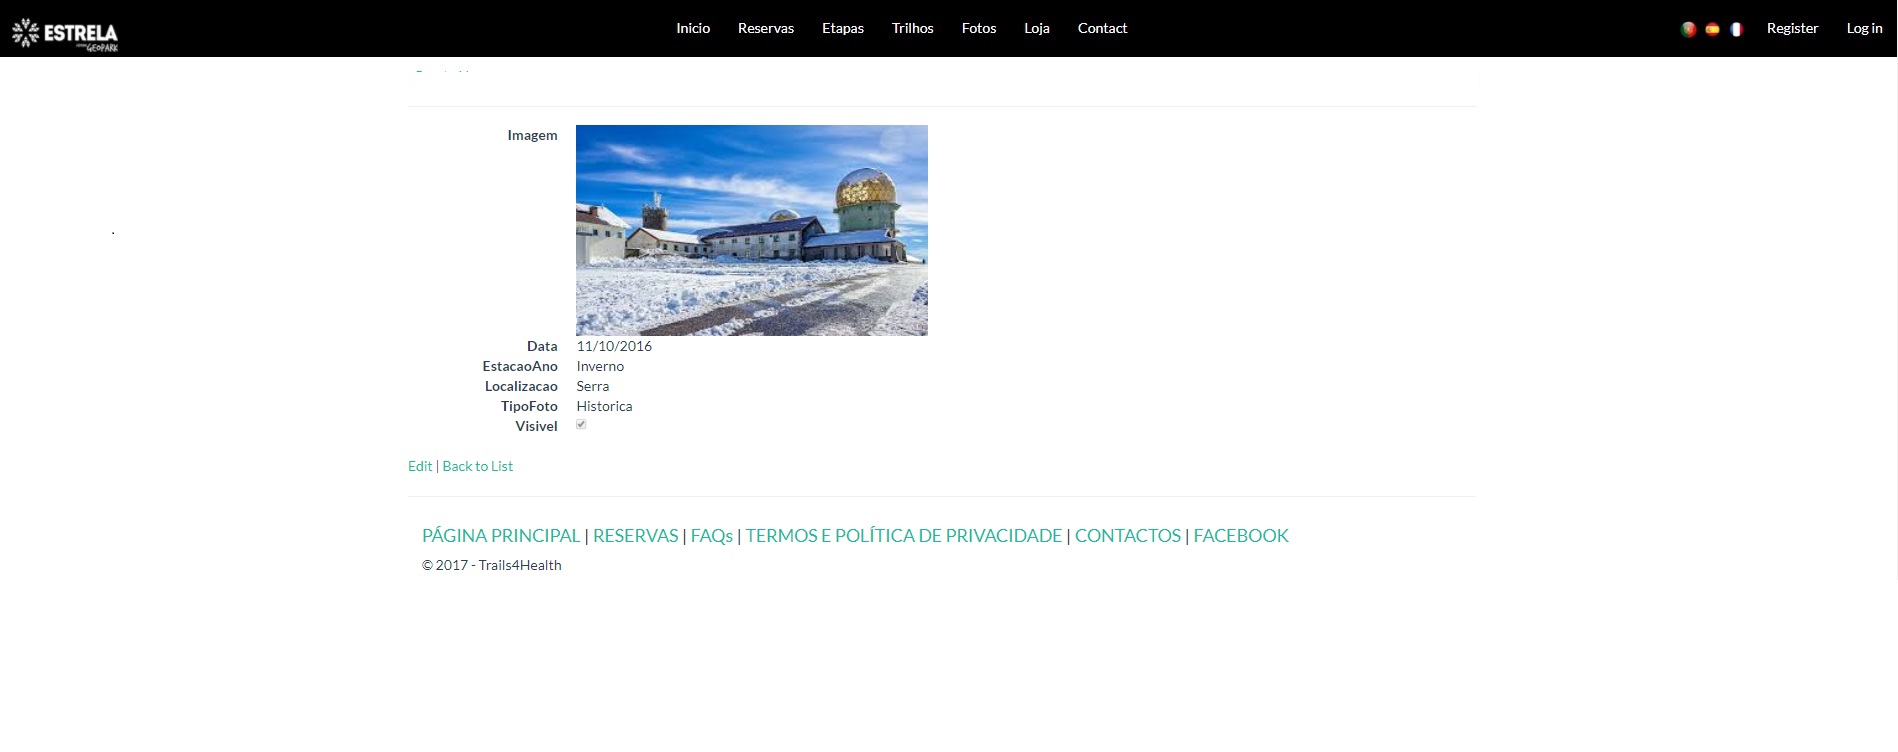 ESTRELA
GEOPARK
Inicio Reservas Etapas Trilhos Fotos Loja Contact
Register Log in
Imagem
Data 11/10/2016
EstacaoAno Inverno
Localizacao Serra
TipoFoto Historica
Visivel
Edit | Back to List
PÁGINA PRINCIPAL | RESERVAS | FAQs | TERMOS E POLÍTICA DE PRIVACIDADE | CONTACTOS | FACEBOOK
© 2017 - Trails4Health